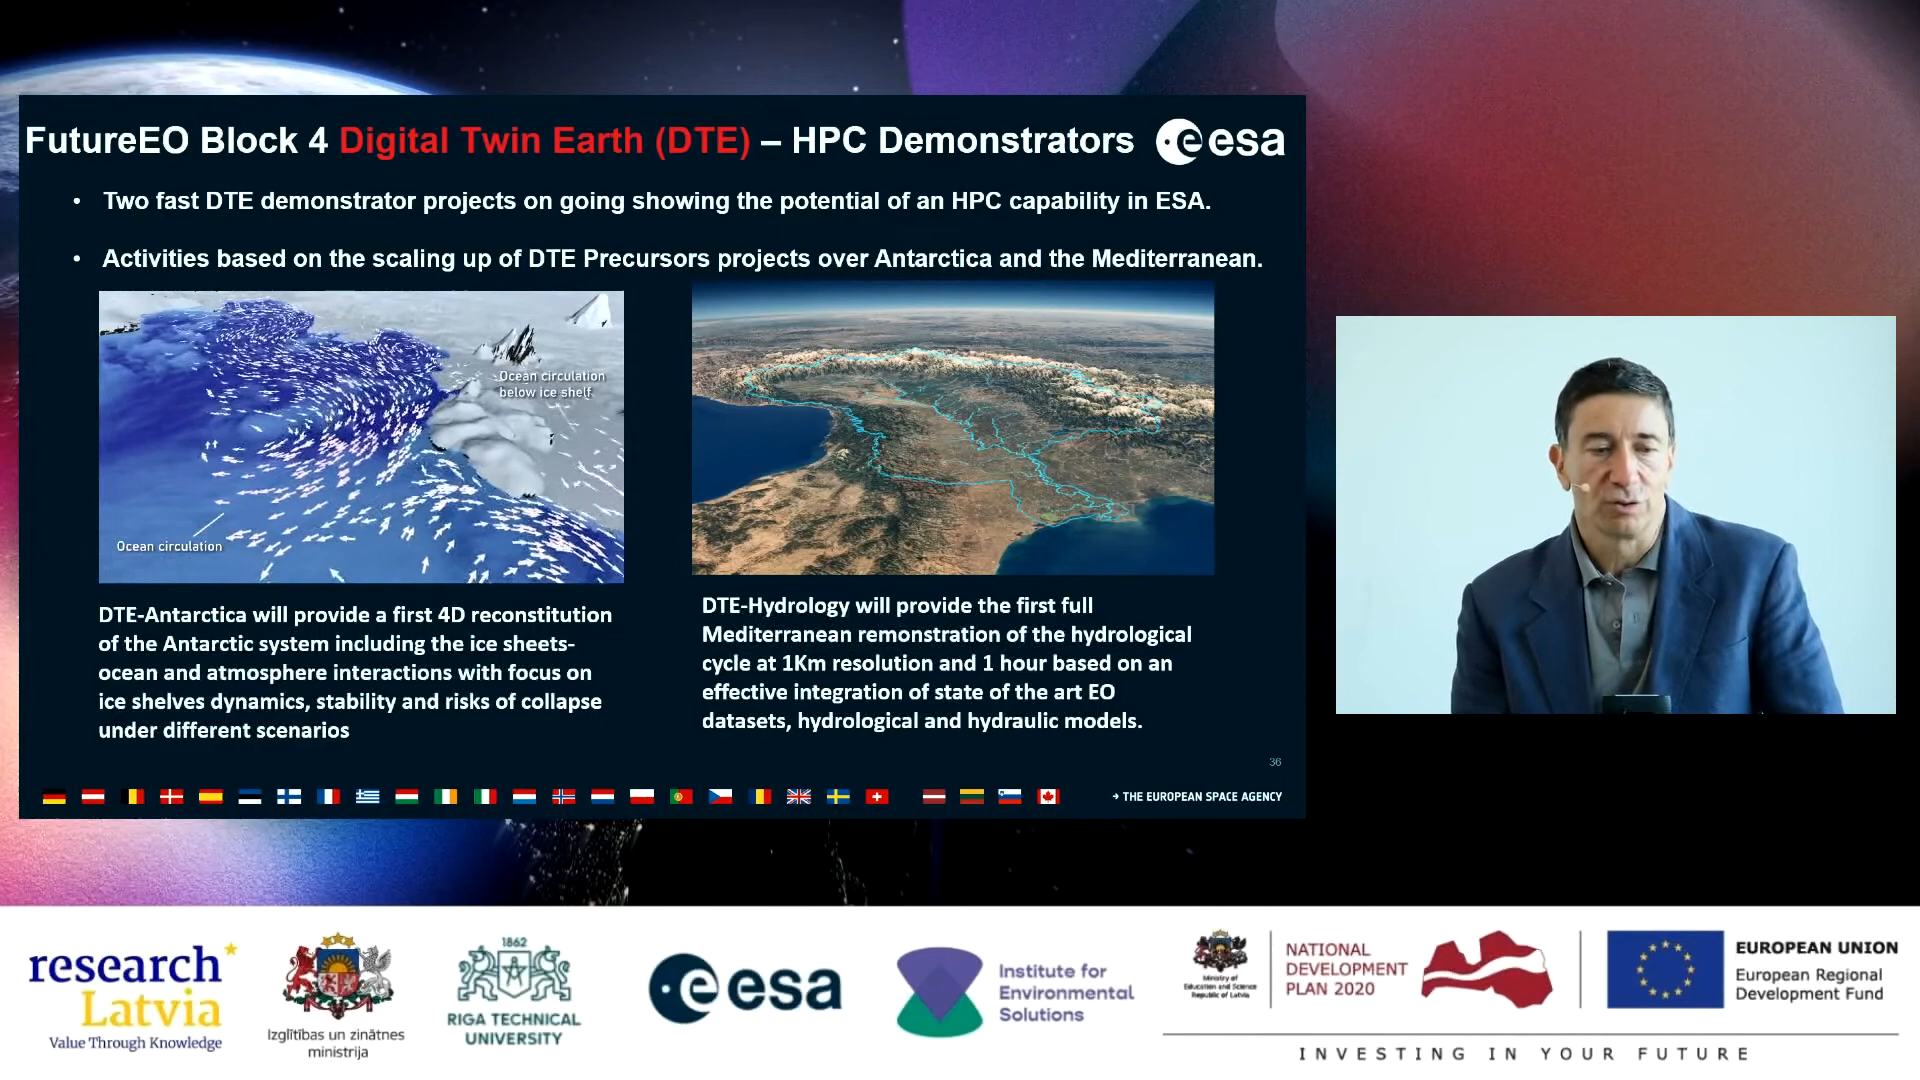 FutureEO Block 4 Digital Twin Earth (DTE) – HPC Demonstrators
esa
• Two fast DTE demonstrator projects on going showing the potential of an HPC capability in ESA.
• Activities based on the scaling up of DTE Precursors projects over Antarctica and the Mediterranean.
Ocean circulation
below ice shelf
Ocean circulation
DTE-Antarctica will provide a first 4D reconstitution
of the Antarctic system including the ice sheets-
ocean and atmosphere interactions with focus on
ice shelves dynamics, stability and risks of collapse
under different scenarios
DTE-Hydrology will provide the first full
Mediterranean remonstration of the hydrological
cycle at 1Km resolution and 1 hour based on an
effective integration of state of the art EO
datasets, hydrological and hydraulic models.
36
→ THE EUROPEAN SPACE AGENCY
research
Latvia
Value Through Knowledge
Izglītības un zinātnes
ministrija
1862
RIGA TECHNICAL
UNIVERSITY
esa
Institute for
Environmental
Solutions
Ministry of
Education and Science
Republic of Latvia
NATIONAL
DEVELOPMENT
PLAN 2020
EUROPEAN UNION
European Regional
Development Fund
INVESTING IN YOUR FUTURE